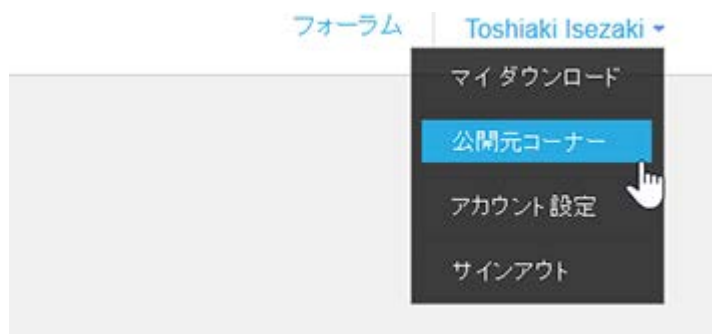 フォーラム Toshiaki Isezaki
マイ ダウンロード
公開元コーナー
アカウント設定
サインアウト